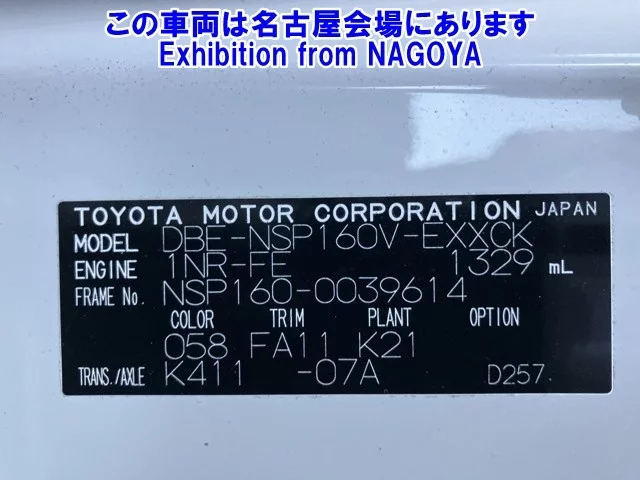 この車両は名古屋会場にあります
Exhibition from NAGOYA
TOYOTA MOTOR CORPORATION JAPAN
MODEL DBE-NSP160V-EXXCK
ENGINE 1NR-FE 1329 mL
FRAME No. NSP160-0039614
COLOR TRIM PLANT OPTION
058 FA11 K21
TRANS./AXLE K411 -07A D257